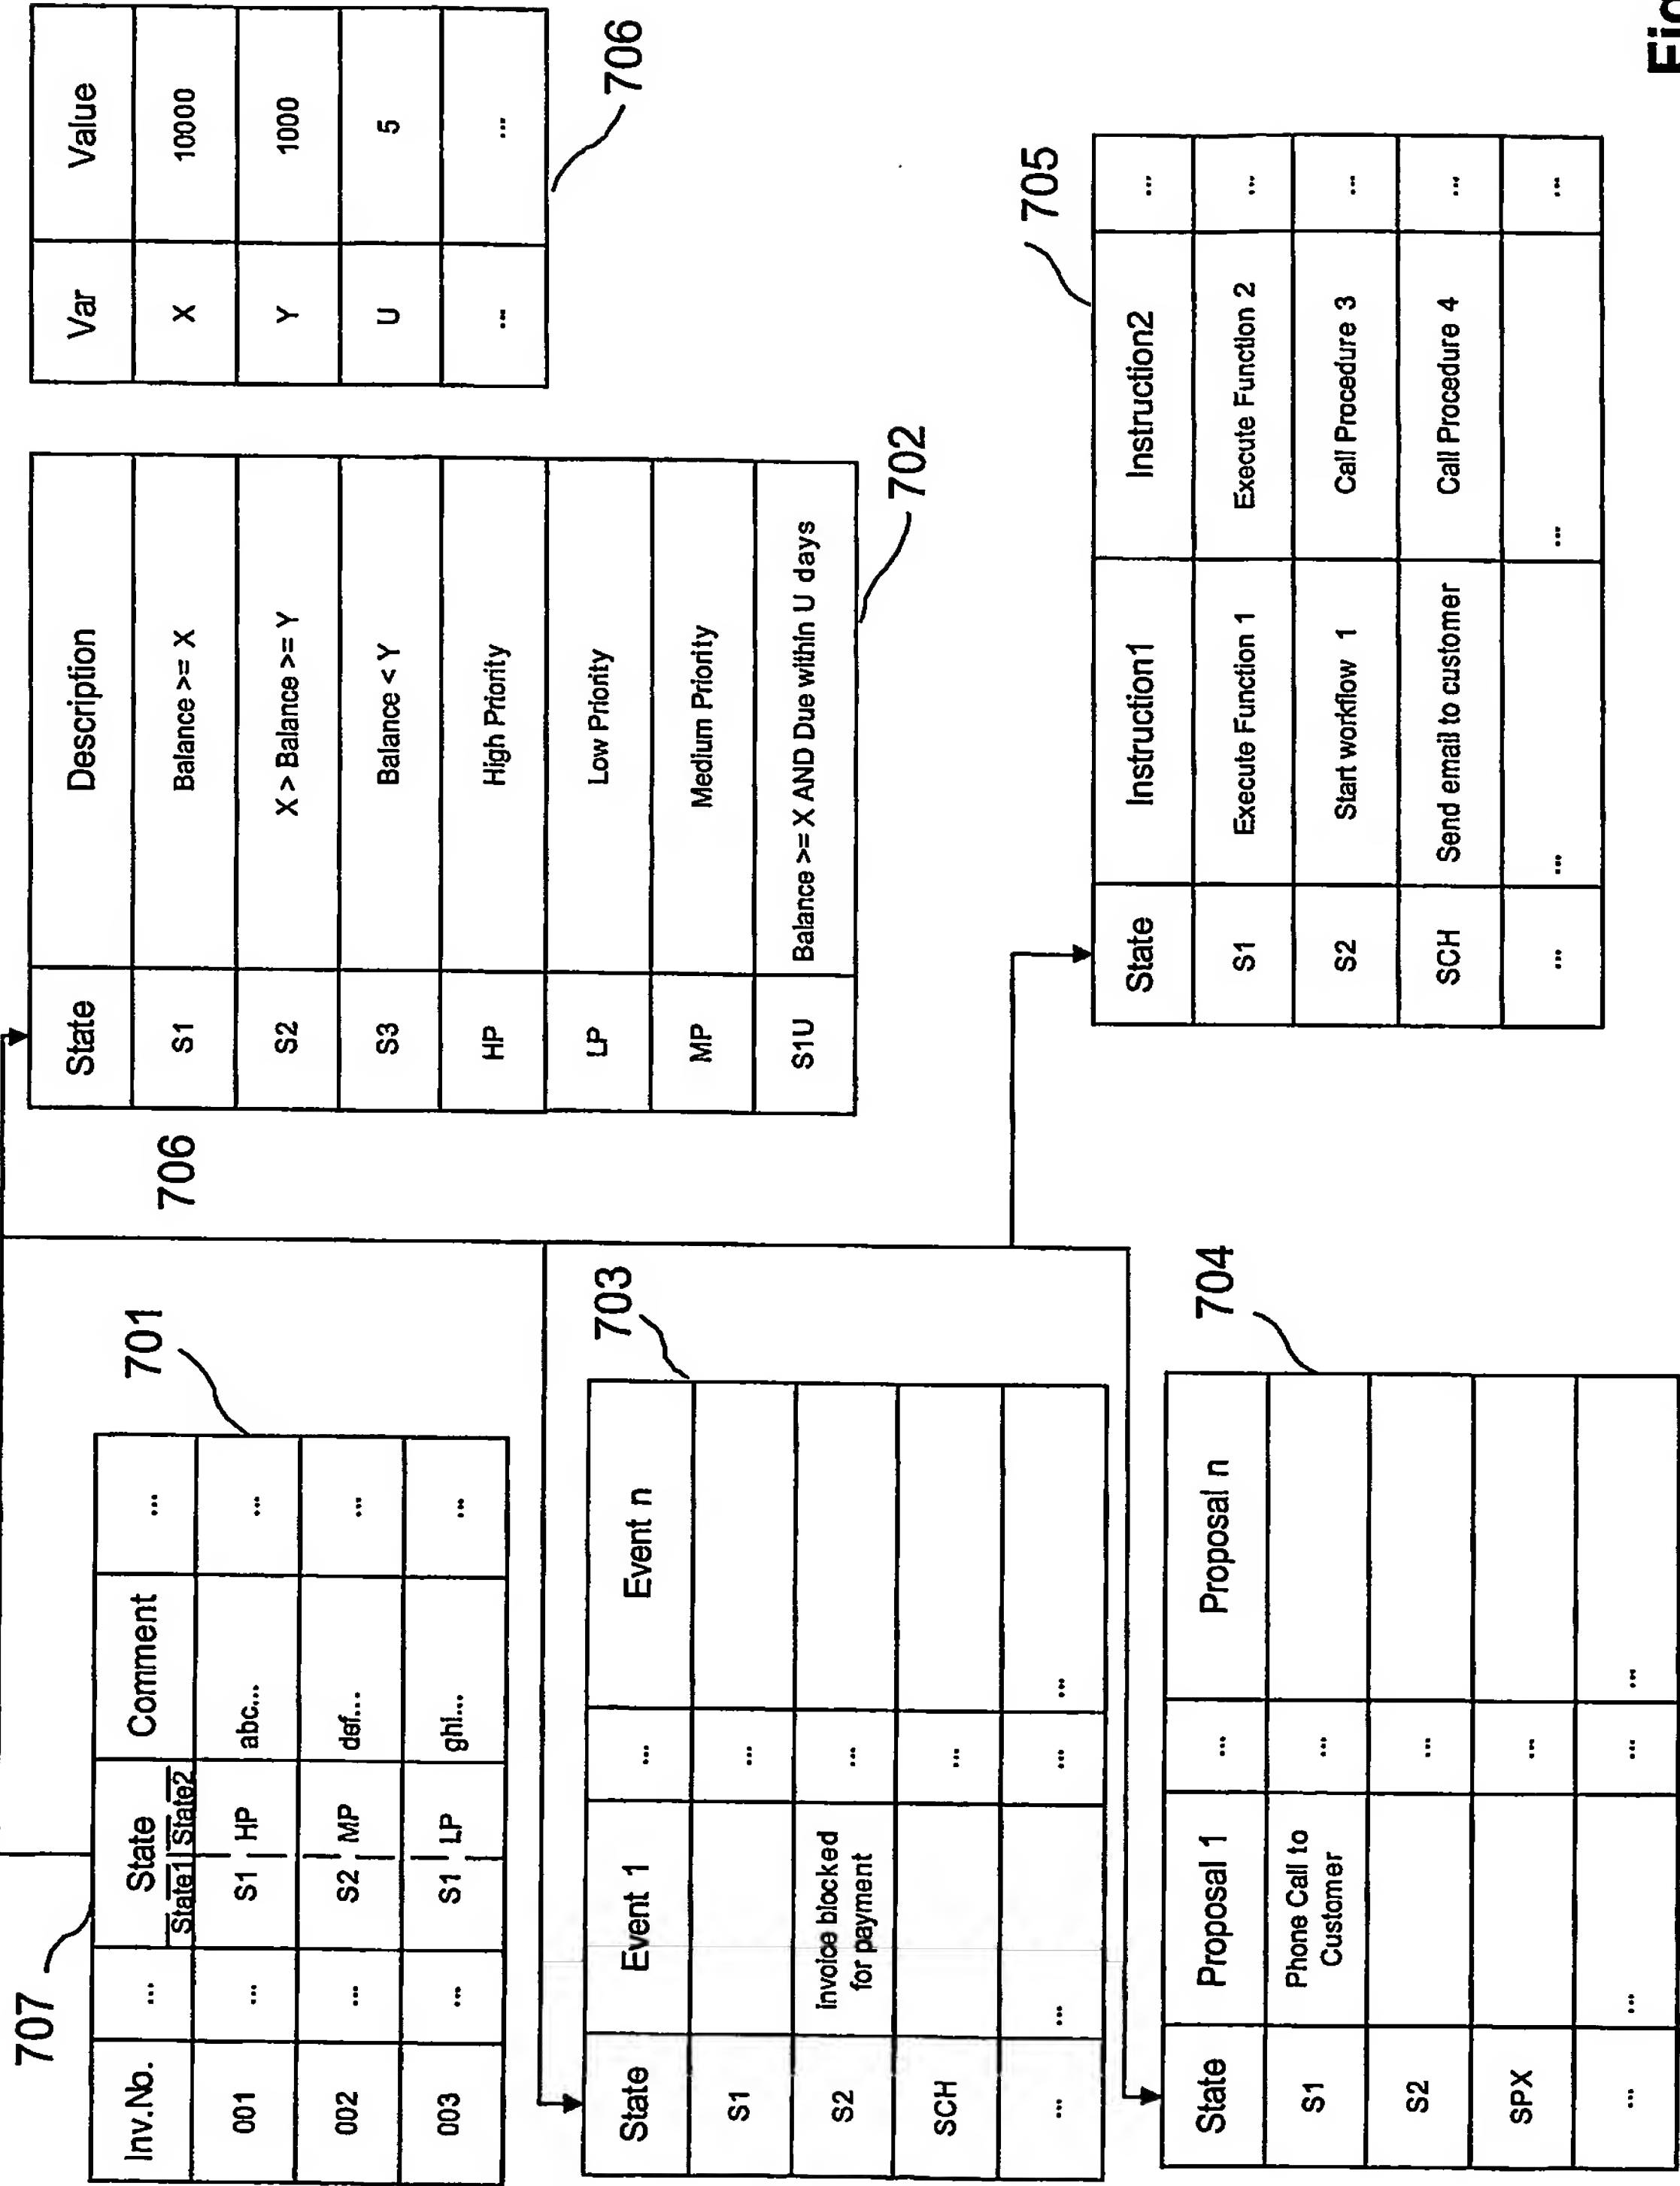 707
701
Inv.No. ... State Comment ...
State1 State2
001 ... S1 HP abc... ...
002 ... S2 MP def... ...
003 ... S1 LP ghi... ...
706
State Description
S1 Balance >= X
S2 X > Balance >= Y
S3 Balance < Y
HP High Priority
LP Low Priority
MP Medium Priority
S1U Balance >= X AND Due within U days
702
Var Value
X 10000
Y 1000
U 5
... ...
706
703
State Event 1 ... Event n
S1 ...
S2 invoice blocked ...
for payment
SCH ...
... ... ... ...
705
State Instruction1 Instruction2 ...
S1 Execute Function 1 Execute Function 2 ...
S2 Start workflow 1 Call Procedure 3 ...
SCH Send email to customer Call Procedure 4 ...
... ... ... ...
704
State Proposal 1 ... Proposal n
S1 Phone Call to ...
Customer
S2 ...
SPX ...
... ... ... ...